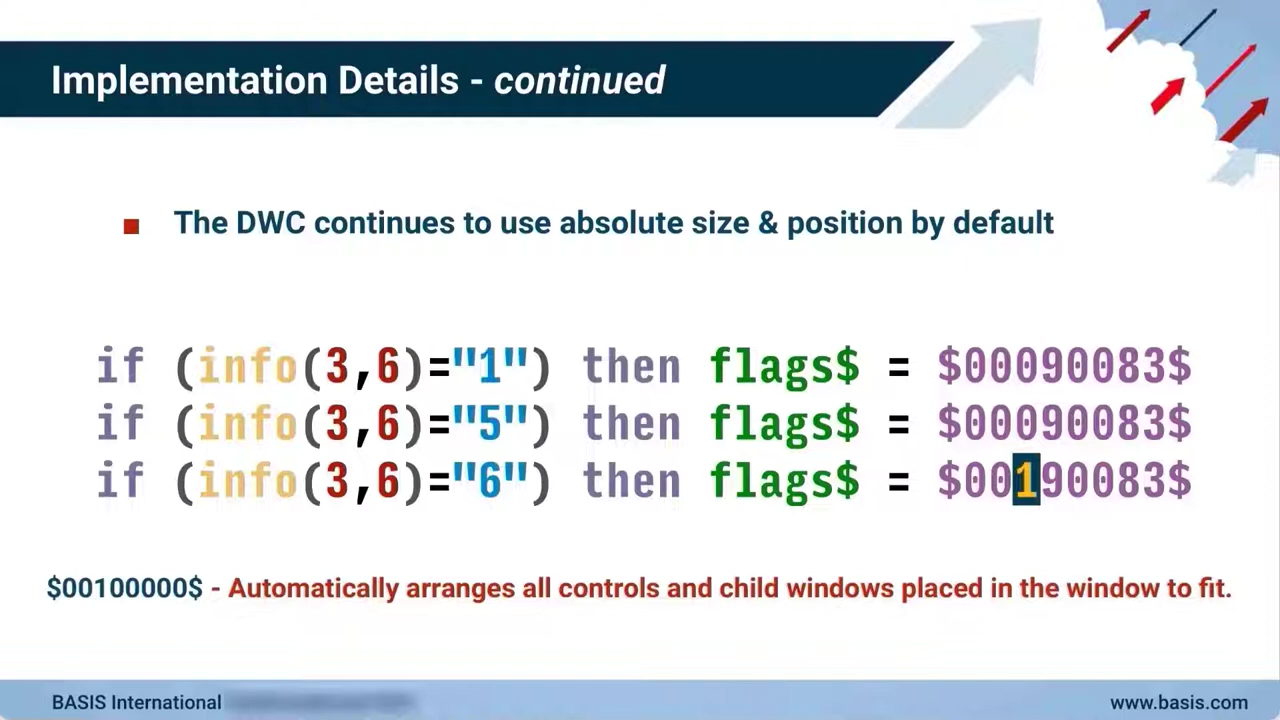 Implementation Details - continued
The DWC continues to use absolute size & position by default
if (info(3,6)="1") then flags$ = $00090083$
if (info(3,6)="5") then flags$ = $00090083$
if (info(3,6)="6") then flags$ = $00190083$
$00100000$ - Automatically arranges all controls and child windows placed in the window to fit.
BASIS International
www.basis.com